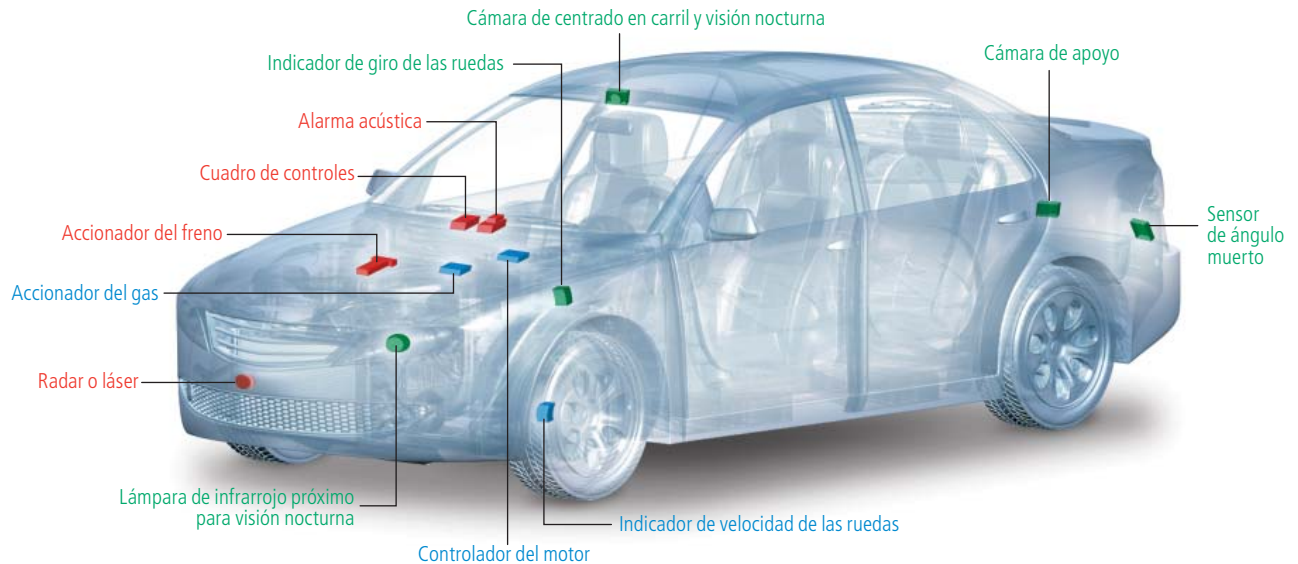 Cámara de centrado en carril y visión nocturna
Cámara de apoyo
Indicador de giro de las ruedas
Alarma acústica
Cuadro de controles
Accionador del freno
Sensor
de ángulo
muerto
Accionador del gas
Radar o láser
Lámpara de infrarrojo próximo
para visión nocturna
Indicador de velocidad de las ruedas
Controlador del motor